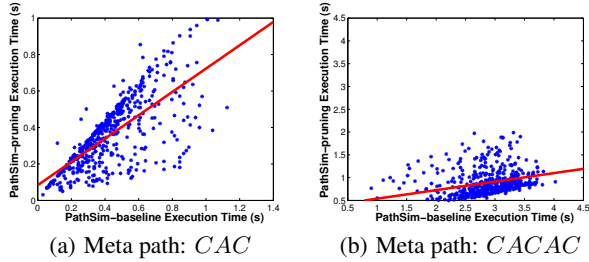 PathSim−pruning Execution Time (s)
1
0.8
0.6
0.4
0.2
0
0 0.2 0.4 0.6 0.8 1 1.2 1.4
PathSim−baseline Execution Time (s)
(a) Meta path: CAC
PathSim−pruning Execution Time (s)
4.5
4
3.5
3
2.5
2
1.5
1
0.5
0.5 1 1.5 2 2.5 3 3.5 4 4.5
PathSim−baseline Execution Time (s)
(b) Meta path: CACAC